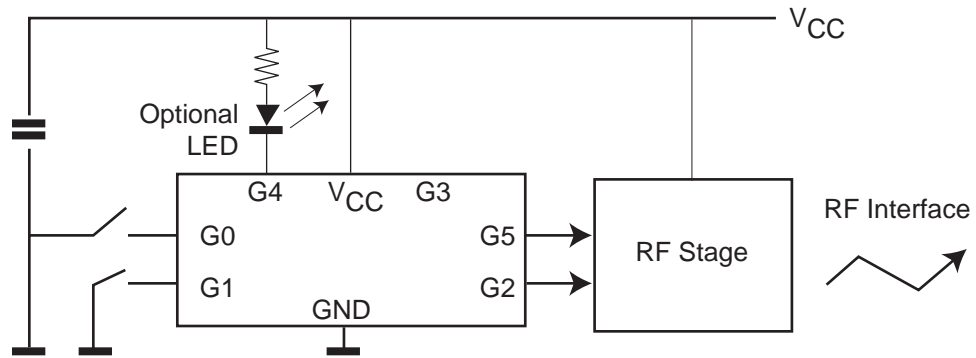 VCC
Optional
LED
G4 VCC G3
G0 G5
G1 G2
GND
RF Stage
RF Interface